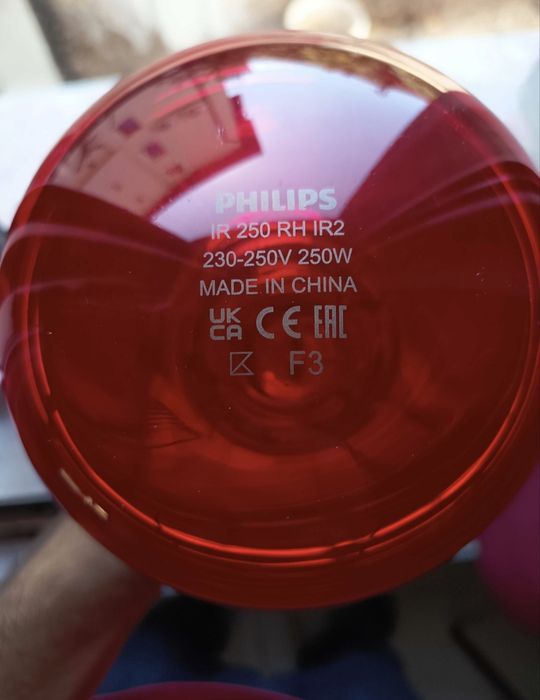 PHILIPS
IR 250 RH IR2
230-250V 250W
MADE IN CHINA
UK
CA CE EAC
F3